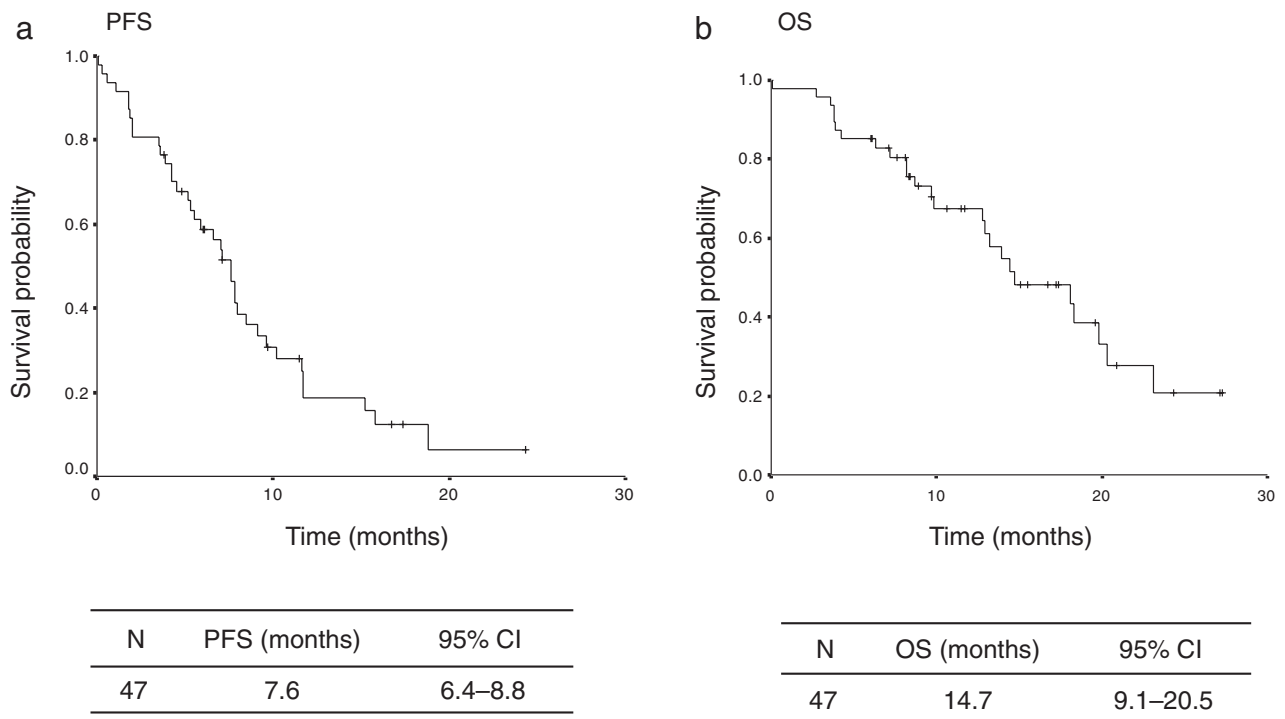 a PFS
Survival probability
1.0
0.8
0.6
0.4
0.2
0.0
0 10 20 30
Time (months)
N PFS (months) 95% CI
47 7.6 6.4–8.8
b OS
Survival probability
1.0
0.8
0.6
0.4
0.2
0.0
0 10 20 30
Time (months)
N OS (months) 95% CI
47 14.7 9.1–20.5